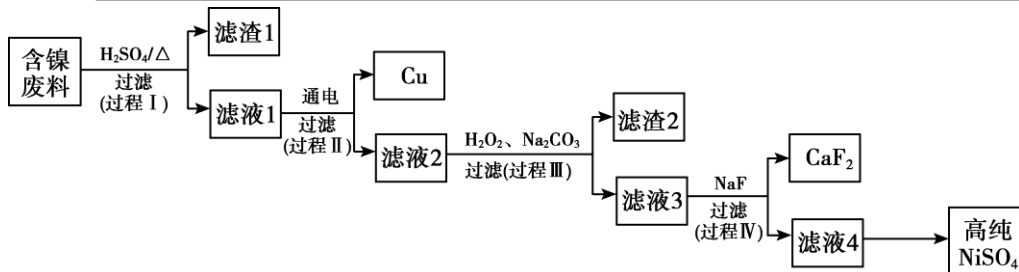 含镍
废料
H₂SO₄/△
过滤
(过程Ⅰ)
滤渣1
滤液1
通电
过滤
(过程Ⅱ)
Cu
滤液2
H₂O₂、Na₂CO₃
过滤(过程Ⅲ)
滤渣2
滤液3
NaF
过滤
(过程Ⅳ)
CaF₂
滤液4
高纯
NiSO₄